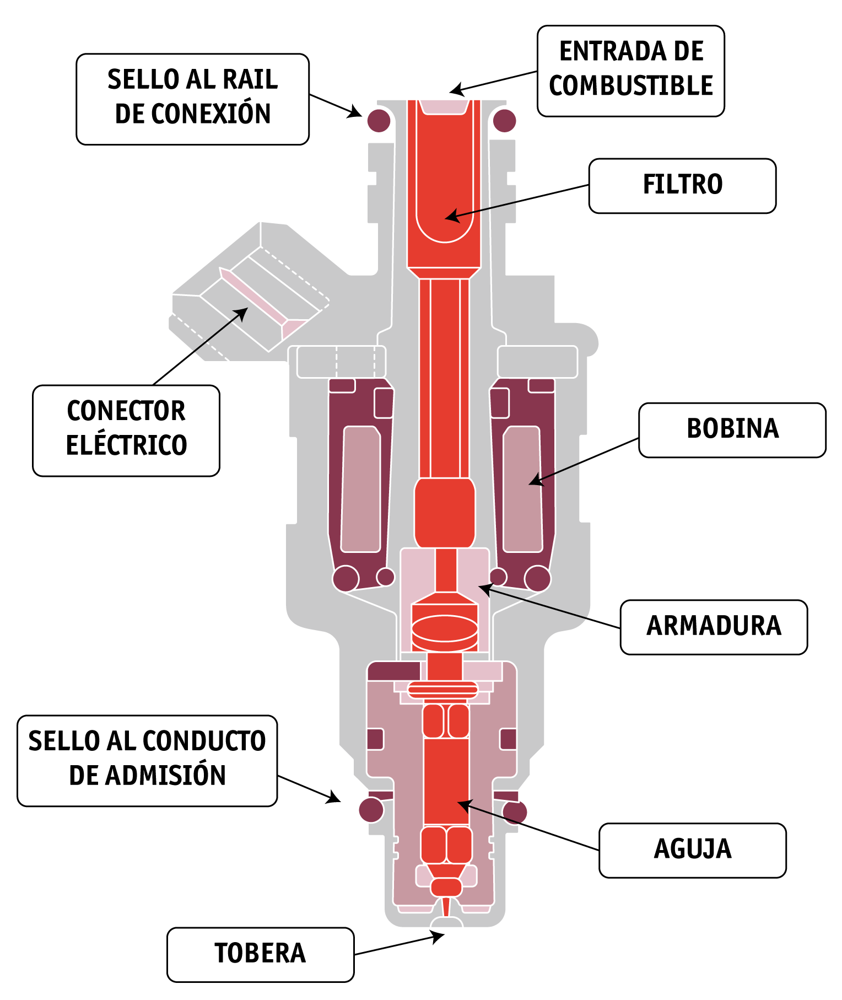 ENTRADA DE
COMBUSTIBLE
SELLO AL RAIL
DE CONEXIÓN
FILTRO
CONECTOR
ELÉCTRICO
BOBINA
ARMADURA
SELLO AL CONDUCTO
DE ADMISIÓN
AGUJA
TOBERA